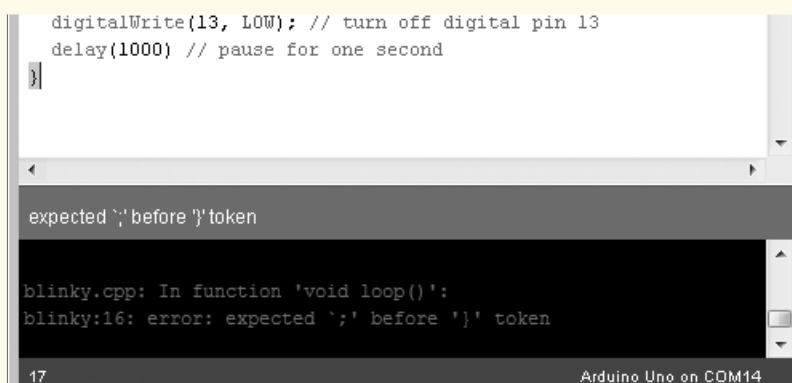 digitalWrite(13, LOW); // turn off digital pin 13
delay(1000) // pause for one second
}
expected `;' before '}' token
blinky.cpp: In function 'void loop()':
blinky:16: error: expected `;' before '}' token
17 Arduino Uno on COM14